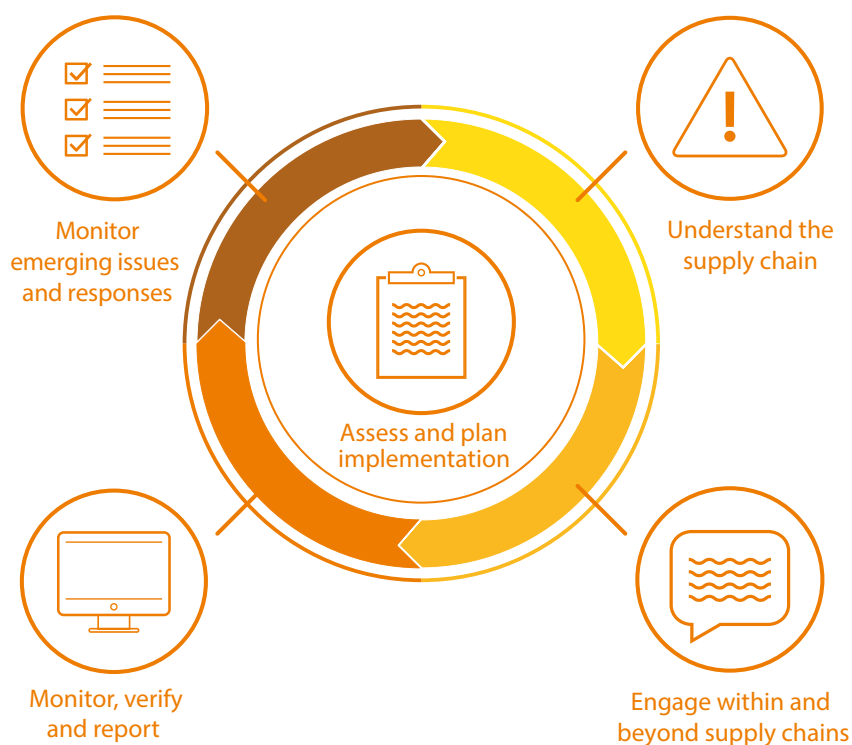 Monitor
emerging issues
and responses
Understand the
supply chain
Assess and plan
implementation
Monitor, verify
and report
Engage within and
beyond supply chains